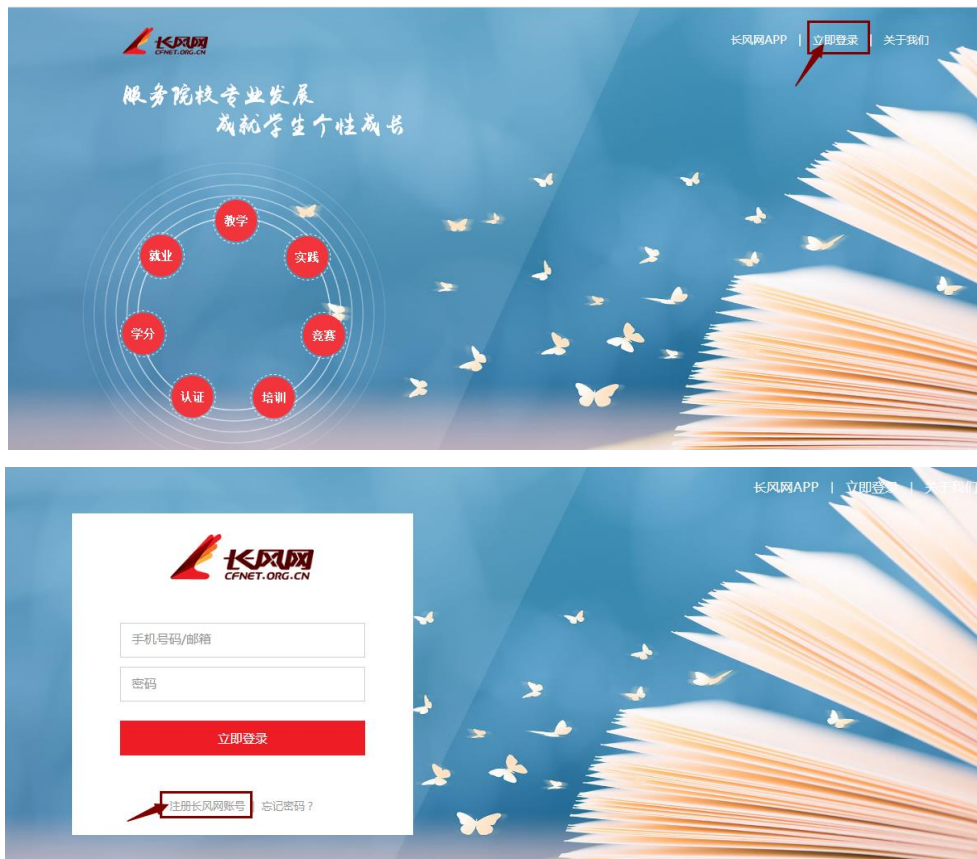 长风网
CFNET.ORG.CN
长风网APP | 立即登录 | 关于我们
服务院校专业发展
成就学生个性成长
教学
就业
实践
学分
竞赛
认证
培训
长风网APP | 立即登录 | 关于我们
长风网
CFNET.ORG.CN
手机号码/邮箱
密码
立即登录
注册长风网账号 | 忘记密码？